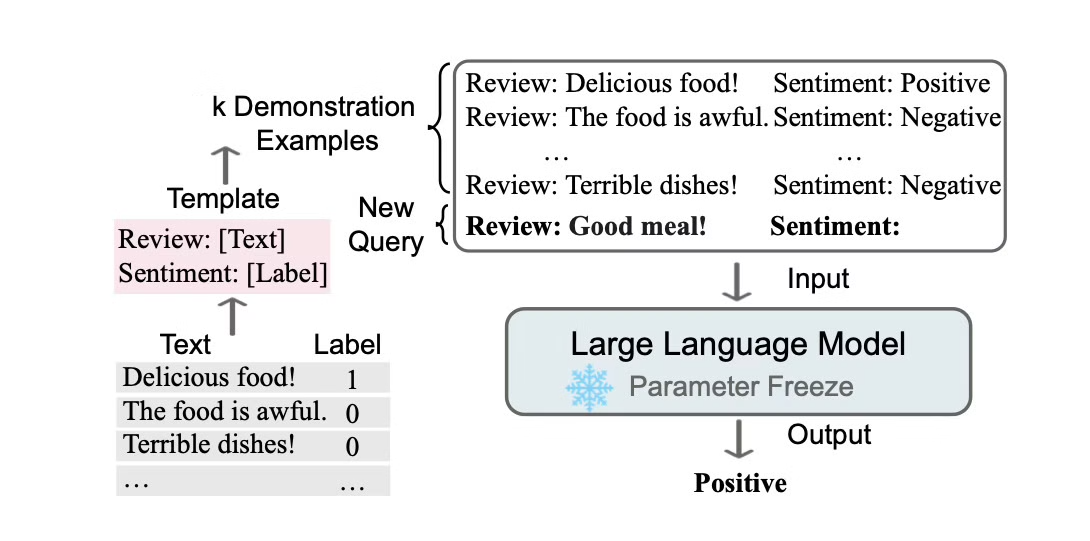 k Demonstration
Examples
Template
Review: [Text]
Sentiment: [Label]
Text Label
Delicious food! 1
The food is awful. 0
Terrible dishes! 0
... ...
Review: Delicious food! Sentiment: Positive
Review: The food is awful. Sentiment: Negative
... ...
Review: Terrible dishes! Sentiment: Negative
New
Query
Review: Good meal! Sentiment:
Input
Large Language Model
Parameter Freeze
Output
Positive